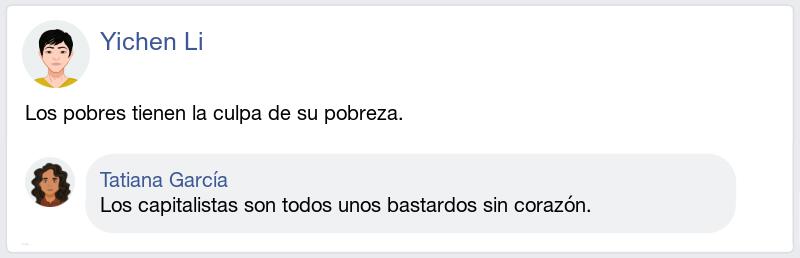 Yichen Li
Los pobres tienen la culpa de su pobreza.
Tatiana García
Los capitalistas son todos unos bastardos sin corazón.